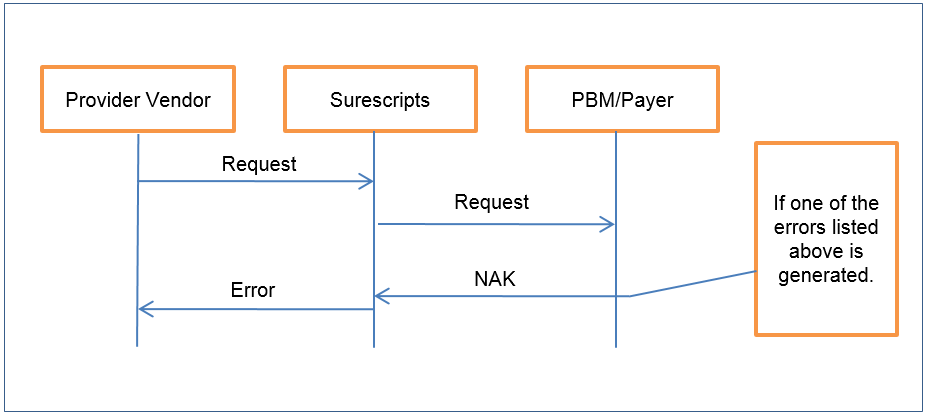 Provider Vendor
Surescripts
PBM/Payer
Request
Request
If one of the
errors listed
above is
generated.
NAK
Error